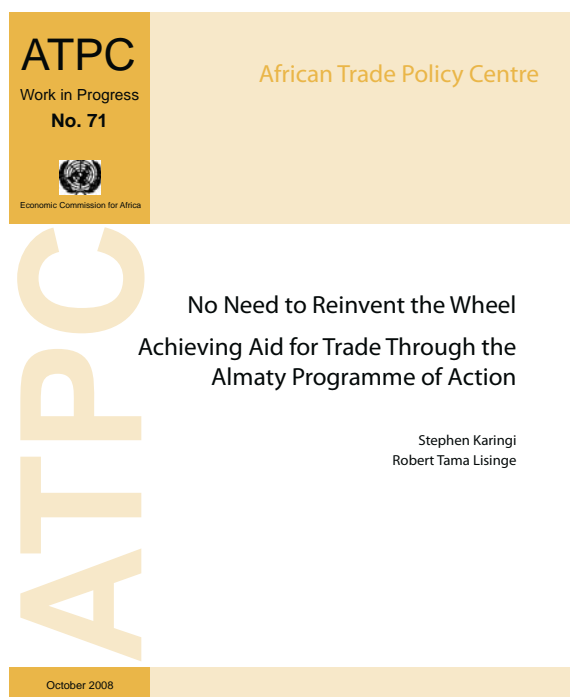 ATPC
Work in Progress
No. 71
Economic Commission for Africa
African Trade Policy Centre
ATPC
No Need to Reinvent the Wheel
Achieving Aid for Trade Through the
Almaty Programme of Action
Stephen Karingi
Robert Tama Lisinge
October 2008